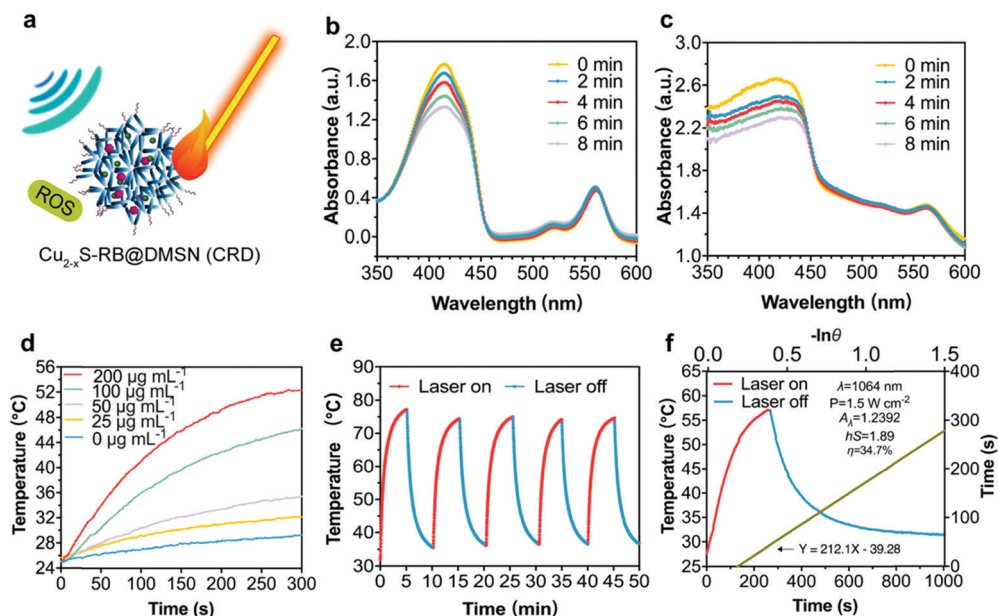 a
ROS
Cu2-xS-RB@DMSN (CRD)
b
Absorbance (a.u.)
2.0
1.6
1.2
0.8
0.4
0.0
0 min
2 min
4 min
6 min
8 min
350 400 450 500 550 600
Wavelength (nm)
c
Absorbance (a.u.)
3.0
2.6
2.2
1.8
1.4
1.0
0 min
2 min
4 min
6 min
8 min
350 400 450 500 550 600
Wavelength (nm)
d
Temperature (°C)
56
52
48
44
40
36
32
28
24
200 µg mL-1
100 µg mL-1
50 µg mL-1
25 µg mL-1
0 µg mL-1
0 50 100 150 200 250 300
Time (s)
e
Temperature (°C)
90
80
70
60
50
40
30
Laser on Laser off
0 5 10 15 20 25 30 35 40 45 50
Time (min)
f
-lnθ
0.0 0.5 1.0 1.5
Temperature (°C)
65
60
55
50
45
40
35
30
25
Laser on
Laser off
λ=1064 nm
P=1.5 W cm-2
Aλ=1.2392
hS=1.89
η=34.7%
Y = 212.1X - 39.28
400
300
200
100
0
Time (s)
0 200 400 600 800 1000
Time (s)